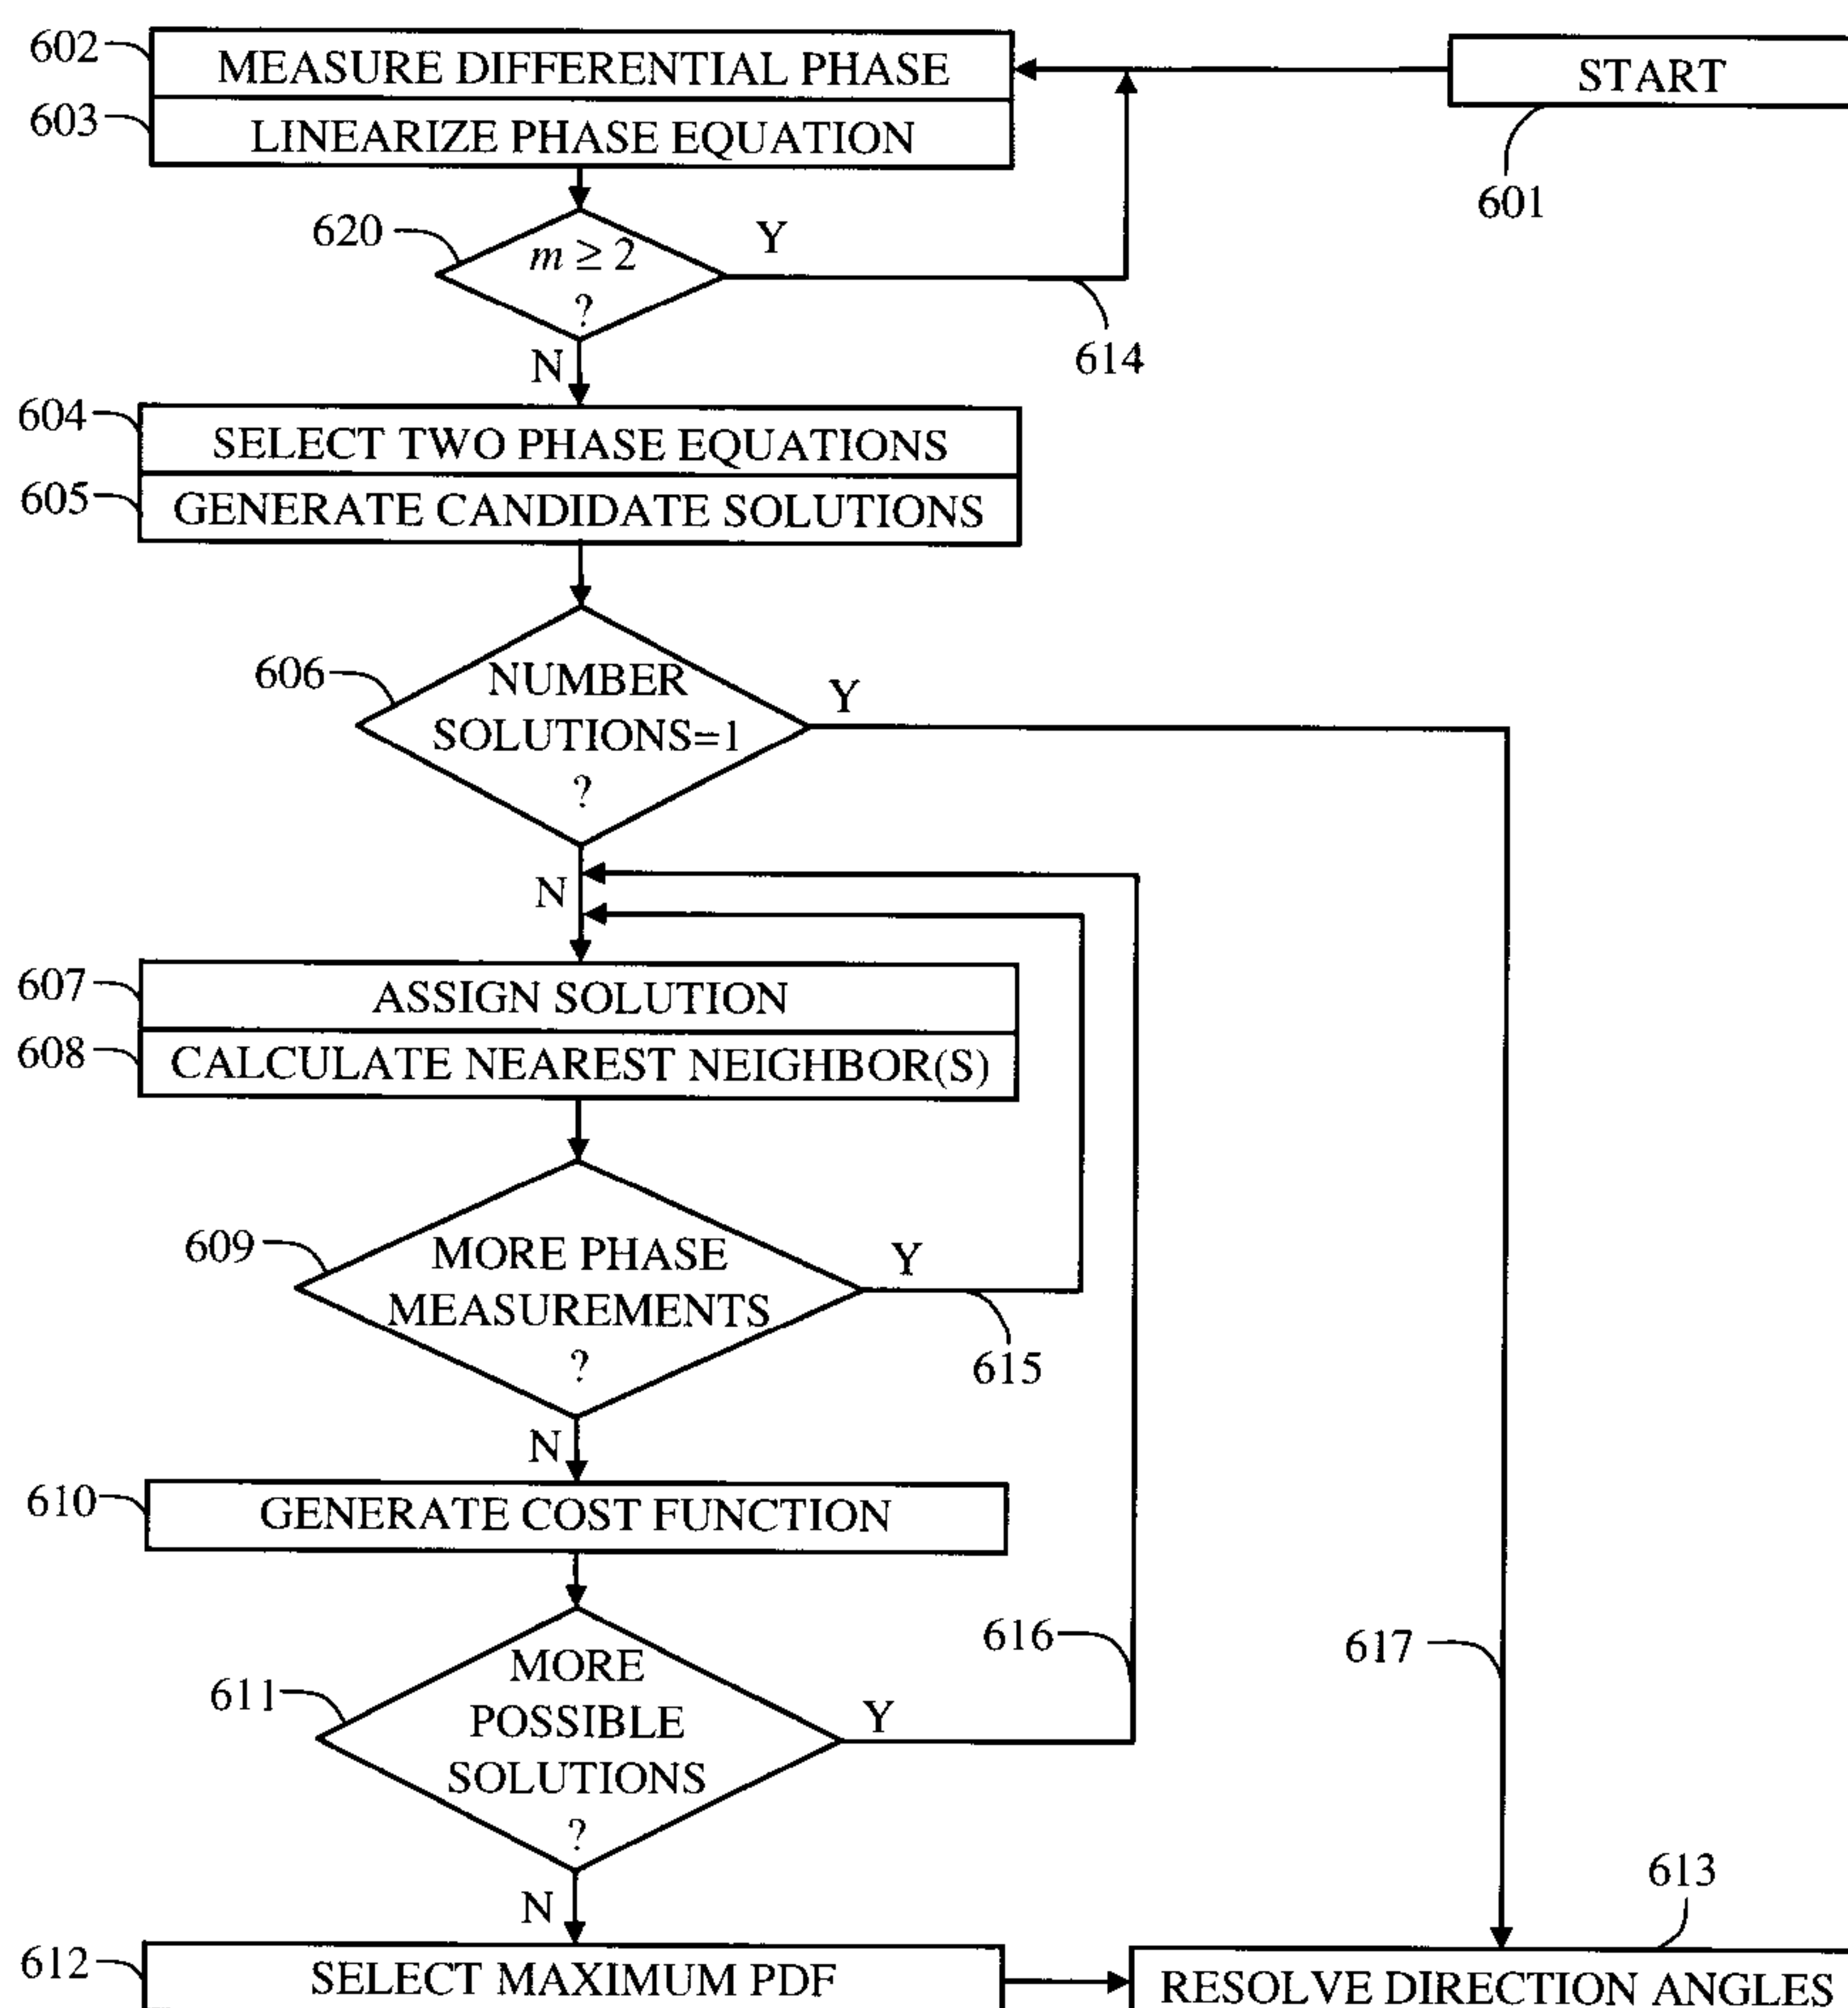 602
MEASURE DIFFERENTIAL PHASE
START
603
LINEARIZE PHASE EQUATION
601
620
m ≥ 2
?
Y
614
N
604
SELECT TWO PHASE EQUATIONS
605
GENERATE CANDIDATE SOLUTIONS
606
NUMBER
SOLUTIONS=1
?
Y
N
607
ASSIGN SOLUTION
608
CALCULATE NEAREST NEIGHBOR(S)
609
MORE PHASE
MEASUREMENTS
?
Y
615
N
610
GENERATE COST FUNCTION
616
617
611
MORE
POSSIBLE
SOLUTIONS
?
Y
N
613
612
SELECT MAXIMUM PDF
RESOLVE DIRECTION ANGLES